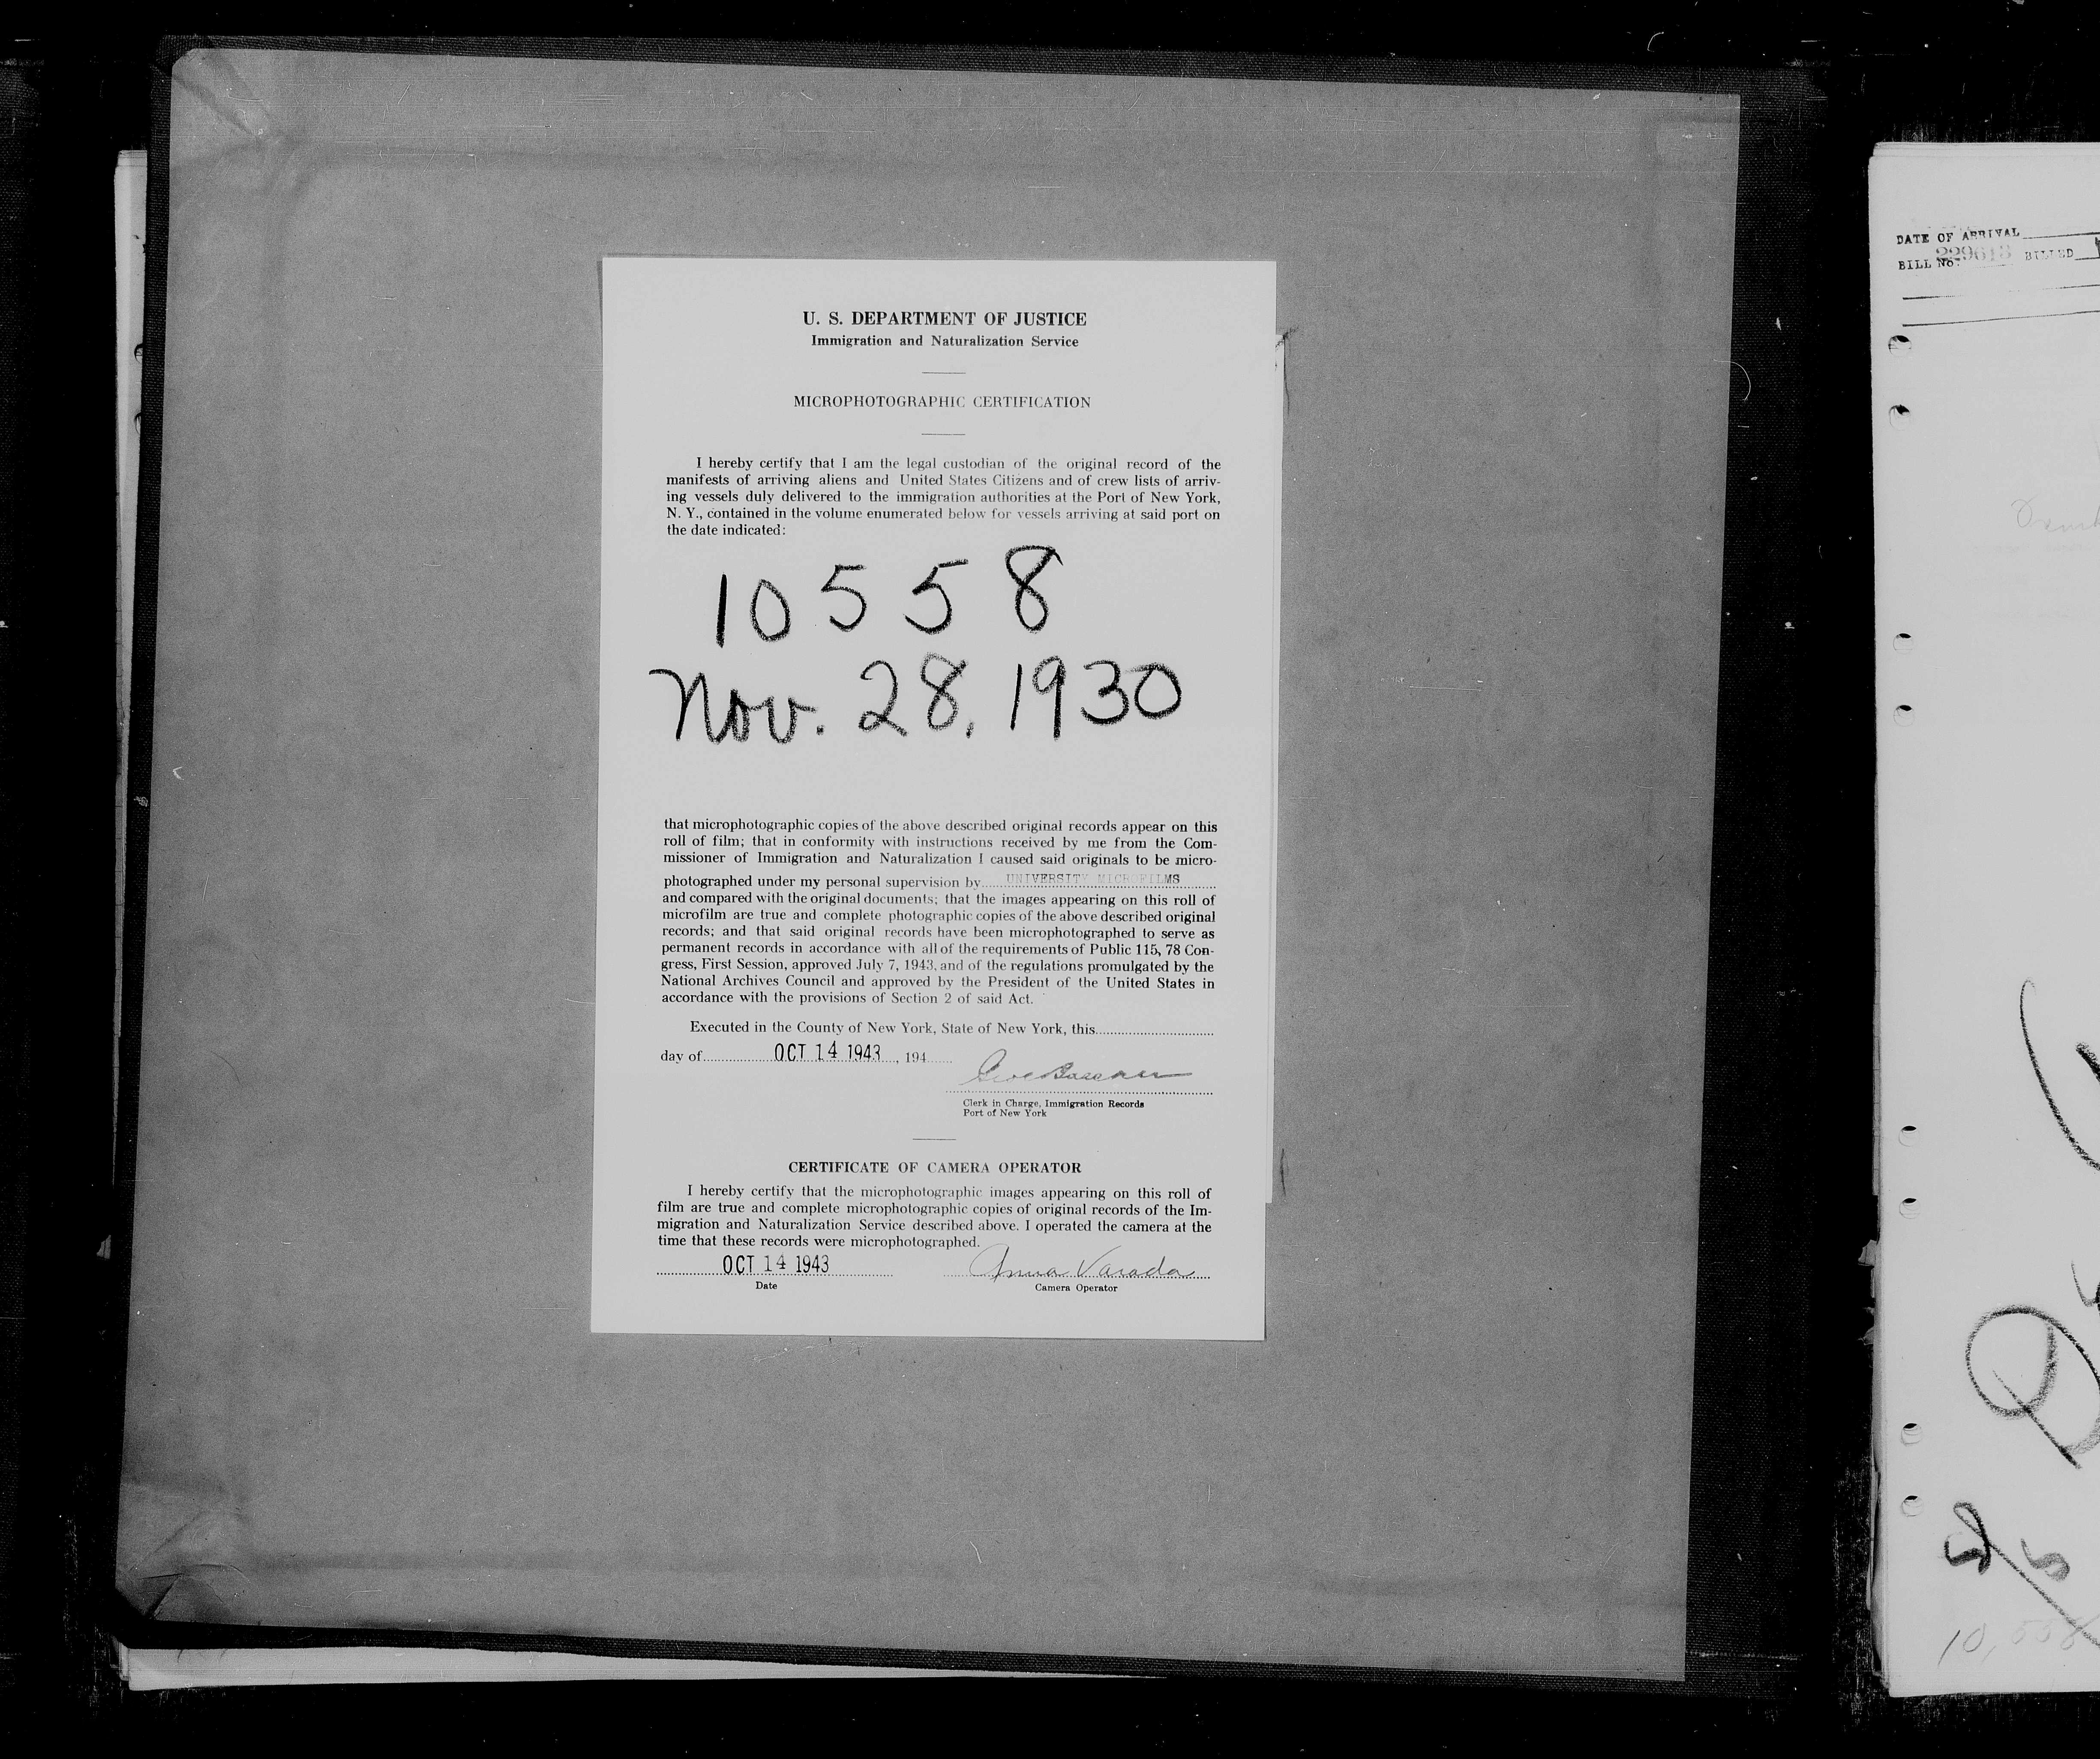 U. S. DEPARTMENT OF JUSTICE
Immigration and Naturalization Service
MICROPHOTOGRAPHIC CERTIFICATION
I hereby certify that I am the legal custodian of the original record of the
manifests of arriving aliens and United States Citizens and of crew lists of arriv-
ing vessels duly delivered to the immigration authorities at the Port of New York,
N. Y., contained in the volume enumerated below for vessels arriving at said port on
the date indicated:
10558
Nov. 28, 1930
that microphotographic copies of the above described original records appear on this
roll of film; that in conformity with instructions received by me from the Com-
missioner of Immigration and Naturalization I caused said originals to be micro-
photographed under my personal supervision by UNIVERSITY MICROFILMS
and compared with the original documents; that the images appearing on this roll of
microfilm are true and complete photographic copies of the above described original
records; and that said original records have been microphotographed to serve as
permanent records in accordance with all of the requirements of Public 115, 78 Con-
gress, First Session, approved July 7, 1943, and of the regulations promulgated by the
National Archives Council and approved by the President of the United States in
accordance with the provisions of Section 2 of said Act.
Executed in the County of New York, State of New York, this
day of OCT 14 1943, 194
Clerk in Charge, Immigration Records
Port of New York
CERTIFICATE OF CAMERA OPERATOR
I hereby certify that the microphotographic images appearing on this roll of
film are true and complete microphotographic copies of original records of the Im-
migration and Naturalization Service described above. I operated the camera at the
time that these records were microphotographed.
OCT 14 1943 Anna Varada
Date Camera Operator
DATE OF ARRIVAL
BILL No. 229613 BILLED
10,558